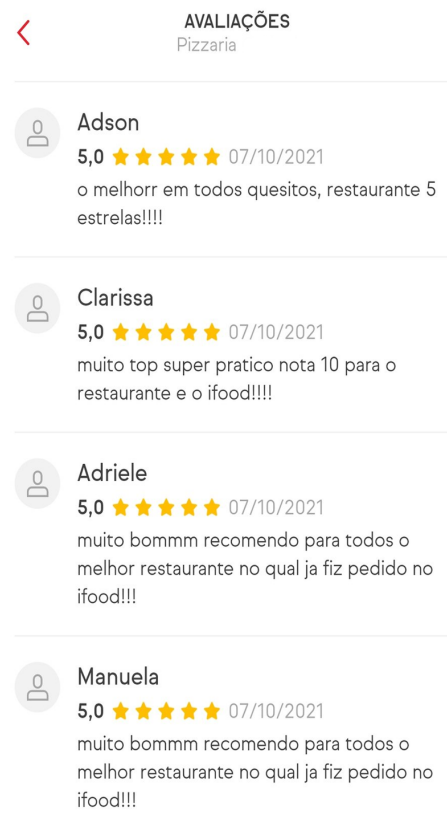 AVALIAÇÕES
Pizzaria
Adson
5,0 07/10/2021
o melhorr em todos quesitos, restaurante 5
estrelas!!!!
Clarissa
5,0 07/10/2021
muito top super pratico nota 10 para o
restaurante e o ifood!!!!
Adriele
5,0 07/10/2021
muito bommm recomendo para todos o
melhor restaurante no qual ja fiz pedido no
ifood!!!
Manuela
5,0 07/10/2021
muito bommm recomendo para todos o
melhor restaurante no qual ja fiz pedido no
ifood!!!